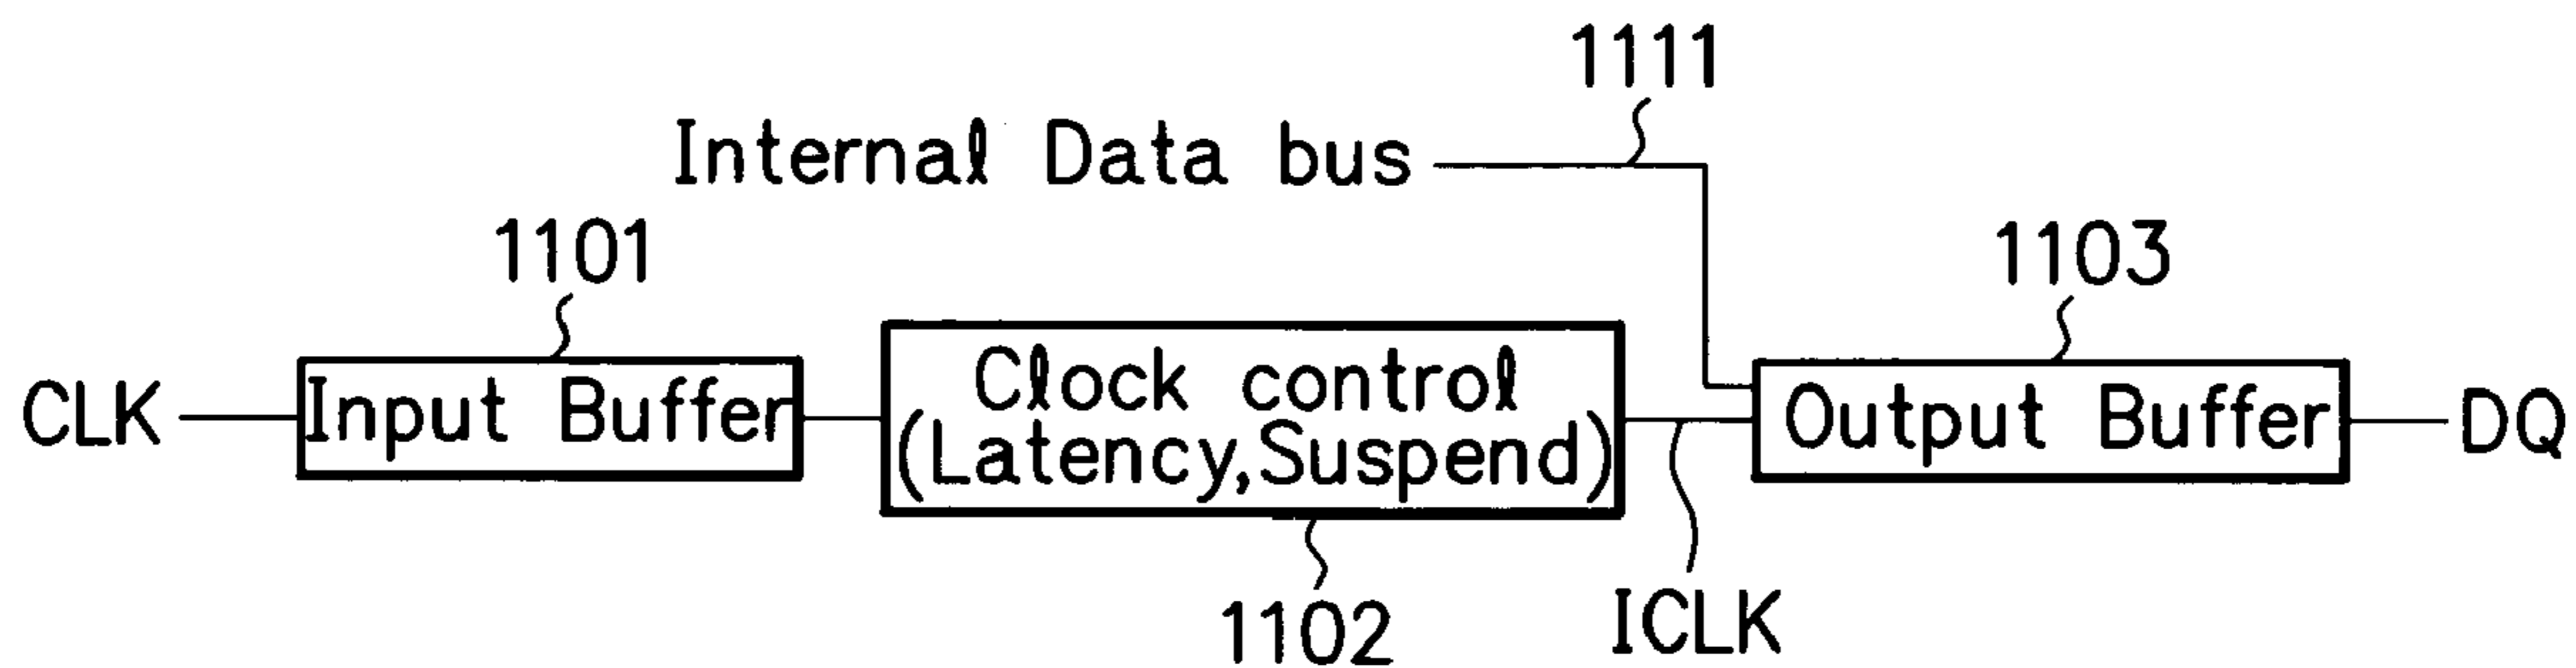 1111
Internal Data bus
1101
1103
CLK
Input Buffer
Clock control
(Latency,Suspend)
Output Buffer
DQ
1102
ICLK